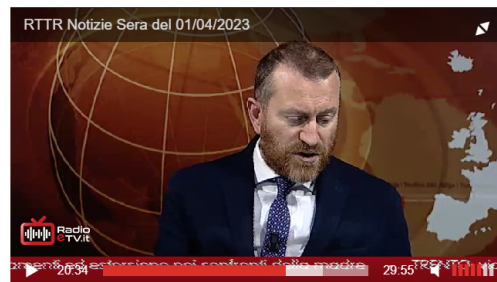 RTTR Notizie Sera del 01/04/2023
Radio
eTV.it
ed estorsione nei confronti della madre
TRENTO
20:34
29:55